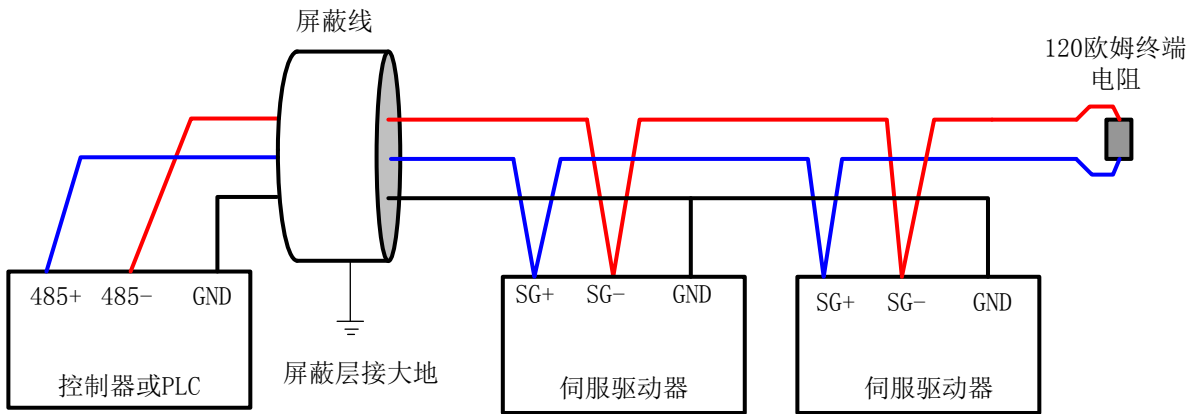 屏蔽线
120欧姆终端
电阻
485+ 485- GND
SG+ SG- GND
SG+ SG- GND
屏蔽层接大地
控制器或PLC
伺服驱动器
伺服驱动器